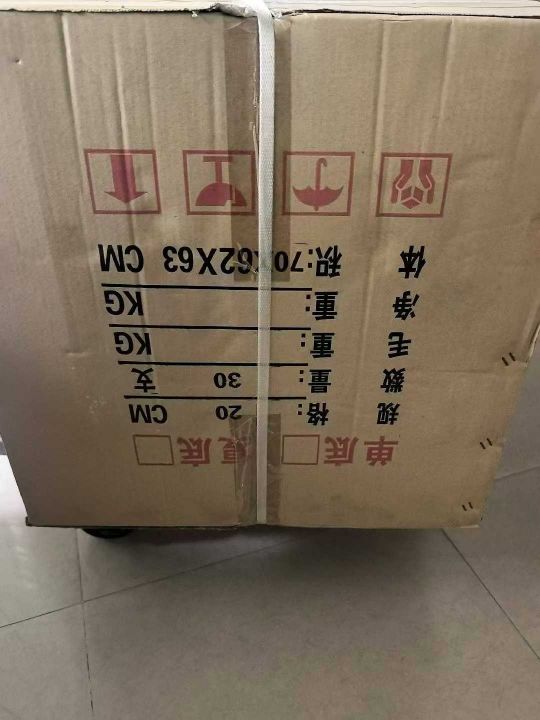 单底□ 复底□
规 格: 20 CM
数 量: 30 支
毛 重: KG
净 重: KG
体 积:70X62X63 CM